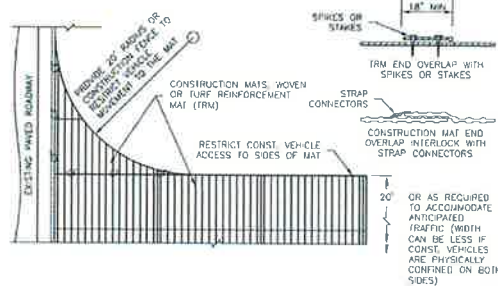 PROVIDE 20' RADIUS OR
CONSTRUCTION FENCE TO
RESTRICT VEHICLE
MOVEMENT TO THE MAT
EXISTING PAVED ROADWAY
CONSTRUCTION MATS, WOVEN
OR TURF REINFORCEMENT
MAT (TRM)
RESTRICT CONST. VEHICLE
ACCESS TO SIDES OF MAT
18" MIN.
SPIKES OR
STAKES
TRM END OVERLAP WITH
SPIKES OR STAKES
STRAP
CONNECTORS
CONSTRUCTION MAT END
OVERLAP INTERLOCK WITH
STRAP CONNECTORS
20'
OR AS REQUIRED
TO ACCOMMODATE
ANTICIPATED
TRAFFIC (WIDTH
CAN BE LESS IF
CONST. VEHICLES
ARE PHYSICALLY
CONFINED ON BOTH
SIDES)